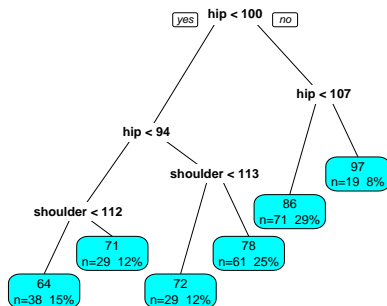 yes
hip < 100
no
hip < 107
hip < 94
97
n=19 8%
shoulder < 113
86
n=71 29%
shoulder < 112
71
n=29 12%
78
n=61 25%
64
n=38 15%
72
n=29 12%